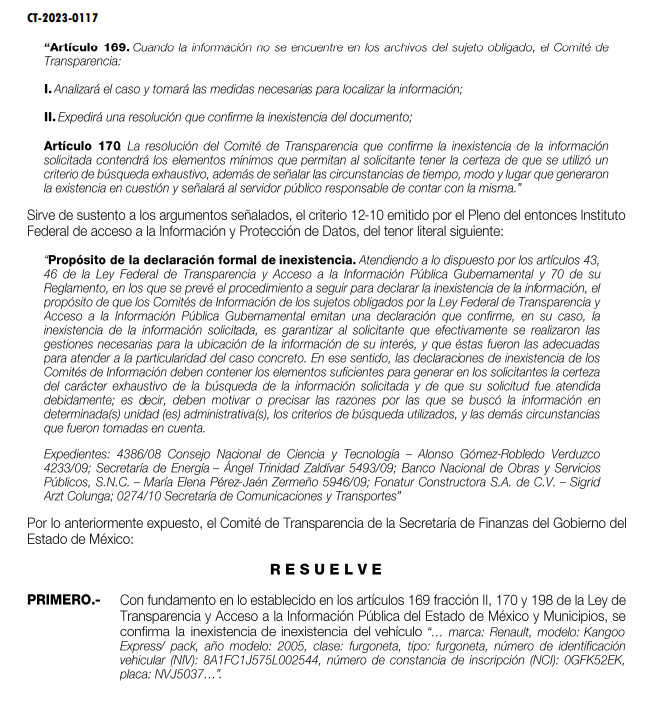 CT-2023-0117
“Artículo 169. Cuando la información no se encuentre en los archivos del sujeto obligado, el Comité de
Transparencia:
I. Analizará el caso y tomará las medidas necesarias para localizar la información;
II. Expedirá una resolución que confirme la inexistencia del documento;
Artículo 170. La resolución del Comité de Transparencia que confirme la inexistencia de la información
solicitada contendrá los elementos mínimos que permitan al solicitante tener la certeza de que se utilizó un
criterio de búsqueda exhaustivo, además de señalar las circunstancias de tiempo, modo y lugar que generaron
la existencia en cuestión y señalará al servidor público responsable de contar con la misma.”
Sirve de sustento a los argumentos señalados, el criterio 12-10 emitido por el Pleno del entonces Instituto
Federal de acceso a la Información y Protección de Datos, del tenor literal siguiente:
“Propósito de la declaración formal de inexistencia. Atendiendo a lo dispuesto por los artículos 43,
46 de la Ley Federal de Transparencia y Acceso a la Información Pública Gubernamental y 70 de su
Reglamento, en los que se prevé el procedimiento a seguir para declarar la inexistencia de la información, el
propósito de que los Comités de Información de los sujetos obligados por la Ley Federal de Transparencia y
Acceso a la Información Pública Gubernamental emitan una declaración que confirme, en su caso, la
inexistencia de la información solicitada, es garantizar al solicitante que efectivamente se realizaron las
gestiones necesarias para la ubicación de la información de su interés, y que éstas fueron las adecuadas
para atender a la particularidad del caso concreto. En ese sentido, las declaraciones de inexistencia de los
Comités de Información deben contener los elementos suficientes para generar en los solicitantes la certeza
del carácter exhaustivo de la búsqueda de la información solicitada y de que su solicitud fue atendida
debidamente; es decir, deben motivar o precisar las razones por las que se buscó la información en
determinada(s) unidad (es) administrativa(s), los criterios de búsqueda utilizados, y las demás circunstancias
que fueron tomadas en cuenta.
Expedientes: 4386/08 Consejo Nacional de Ciencia y Tecnología – Alonso Gómez-Robledo Verduzco
4233/09; Secretaría de Energía – Ángel Trinidad Zaldívar 5493/09; Banco Nacional de Obras y Servicios
Públicos, S.N.C. – María Elena Pérez-Jaén Zermeño 5946/09; Fonatur Constructora S.A. de C.V. – Sigrid
Arzt Colunga; 0274/10 Secretaría de Comunicaciones y Transportes"
Por lo anteriormente expuesto, el Comité de Transparencia de la Secretaría de Finanzas del Gobierno del
Estado de México:
R E S U E L V E
PRIMERO.- Con fundamento en lo establecido en los artículos 169 fracción II, 170 y 198 de la Ley de
Transparencia y Acceso a la Información Pública del Estado de México y Municipios, se
confirma la inexistencia de inexistencia del vehículo “… marca: Renault, modelo: Kangoo
Express/ pack, año modelo: 2005, clase: furgoneta, tipo: furgoneta, número de identificación
vehicular (NIV): 8A1FC1J575L002544, número de constancia de inscripción (NCI): 0GFK52EK,
placa: NVJ5037…”.